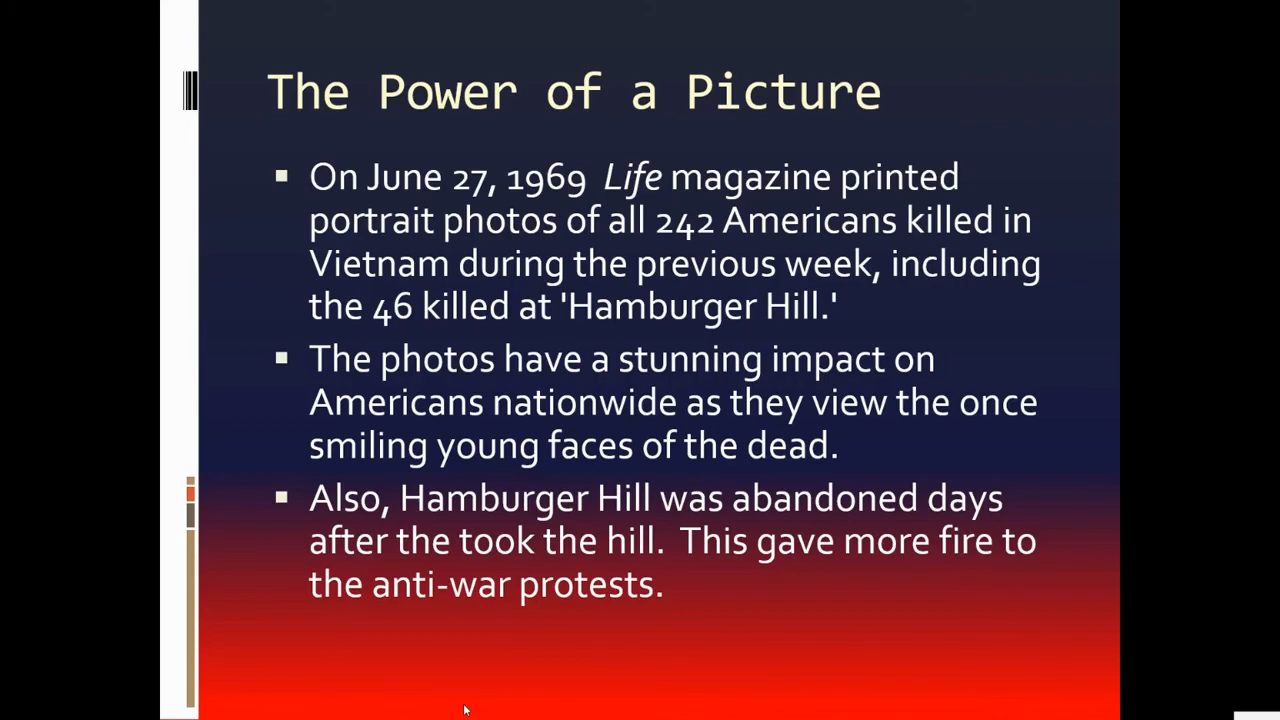 The Power of a Picture
On June 27, 1969 Life magazine printed
portrait photos of all 242 Americans killed in
Vietnam during the previous week, including
the 46 killed at 'Hamburger Hill.'
The photos have a stunning impact on
Americans nationwide as they view the once
smiling young faces of the dead.
Also, Hamburger Hill was abandoned days
after the took the hill. This gave more fire to
the anti-war protests.